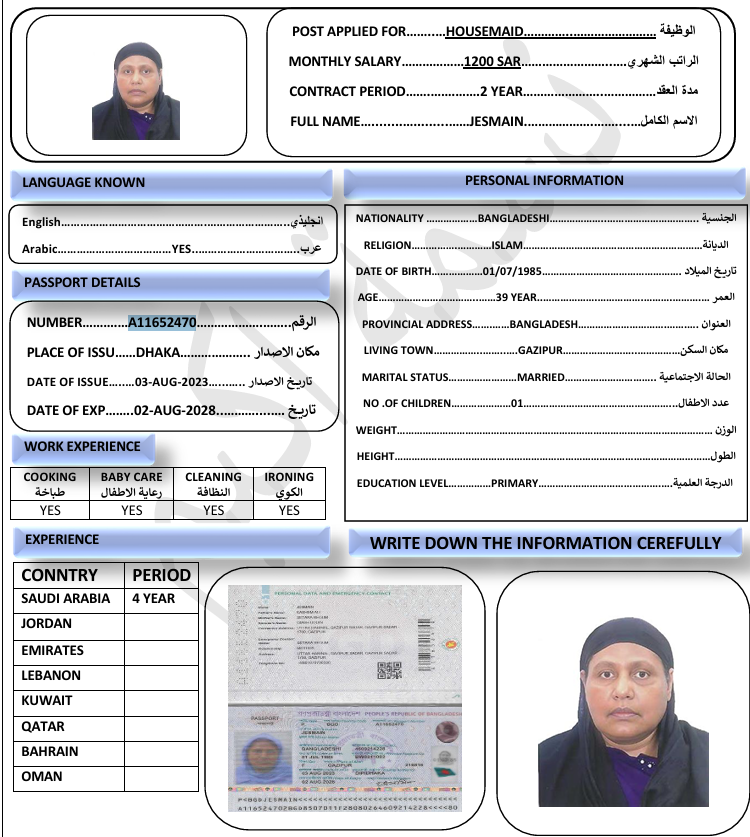 POST APPLIED FOR..........HOUSEMAID................................. الوظيفة
MONTHLY SALARY................1200 SAR...........................الراتب الشهري
CONTRACT PERIOD..................2 YEAR................................مدة العقد
FULL NAME...........................JESMAIN..............................الاسم الكامل
LANGUAGE KNOWN
English.................................................................انجليذي
Arabic................................YES...............................عرب
PASSPORT DETAILS
NUMBER............A11652470........................الرقم
PLACE OF ISSU.....DHAKA................... مكان الاصدار
DATE OF ISSUE.....03-AUG-2023.......... تاريخ الاصدار
DATE OF EXP.....02-AUG-2028................ تاريخ
WORK EXPERIENCE
COOKING BABY CARE CLEANING IRONING
طباخة رعاية الاطفال النظافة الكوي
YES YES YES YES
PERSONAL INFORMATION
NATIONALITY ...............BANGLADESHI........................................... الجنسية
RELIGION.........................ISLAM..................................................الديانة
DATE OF BIRTH...............01/07/1985........................................ تاريخ الميلاد
AGE...................................39 YEAR................................................ العمر
PROVINCIAL ADDRESS...........BANGLADESH...................................العنوان
LIVING TOWN.........................GAZIPUR...................................مكان السكن
MARITAL STATUS....................MARRIED........................... الحالة الاجتماعية
NO .OF CHILDREN..................01..............................................عدد الاطفال
WEIGHT................................................................................................ الوزن
HEIGHT.................................................................................................الطول
EDUCATION LEVEL............PRIMARY.......................................الدرجة العلمية
EXPERIENCE
CONNTRY PERIOD
SAUDI ARABIA 4 YEAR
JORDAN
EMIRATES
LEBANON
KUWAIT
QATAR
BAHRAIN
OMAN
WRITE DOWN THE INFORMATION CEREFULLY
PERSONAL DATA AND EMERGENCY CONTACT
PASSPORT
PEOPLE'S REPUBLIC OF BANGLADESH
JESMAIN
BANGLADESHI
GAZIPUR